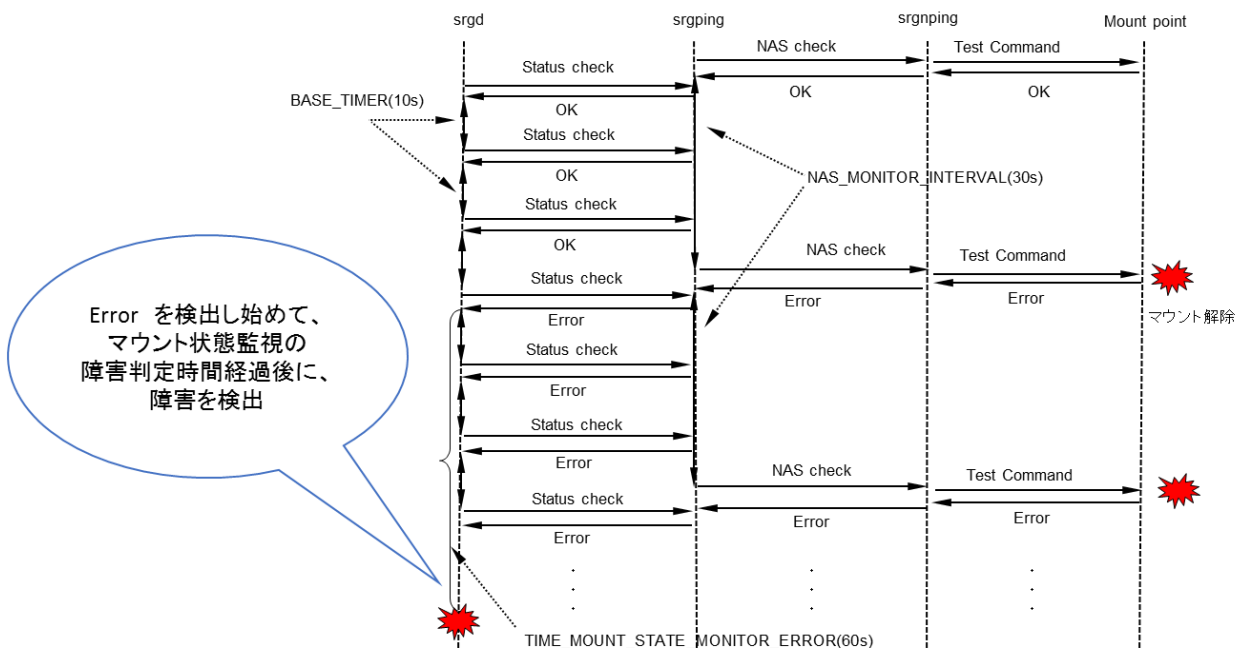 srgd srgping srgnping Mount point
NAS check Test Command
Status check
OK OK
BASE_TIMER(10s)
OK
Status check
OK
NAS_MONITOR_INTERVAL(30s)
Status check
OK
NAS check Test Command
Status check
Error Error
マウント解除
Error
Error を検出し始めて、
マウント状態監視の
障害判定時間経過後に、
障害を検出
Status check
Error
Status check
Error
NAS check Test Command
Status check
Error Error
Error
TIME_MOUNT_STATE_MONITOR_ERROR(60s)